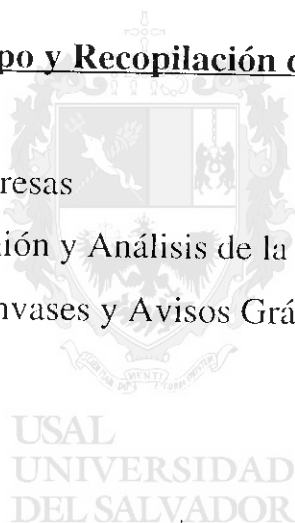 po y Recopilación d
resas
ión y Análisis de la
nvases y Avisos Grá
USAL
UNIVERSIDAD
DEL SALVADOR